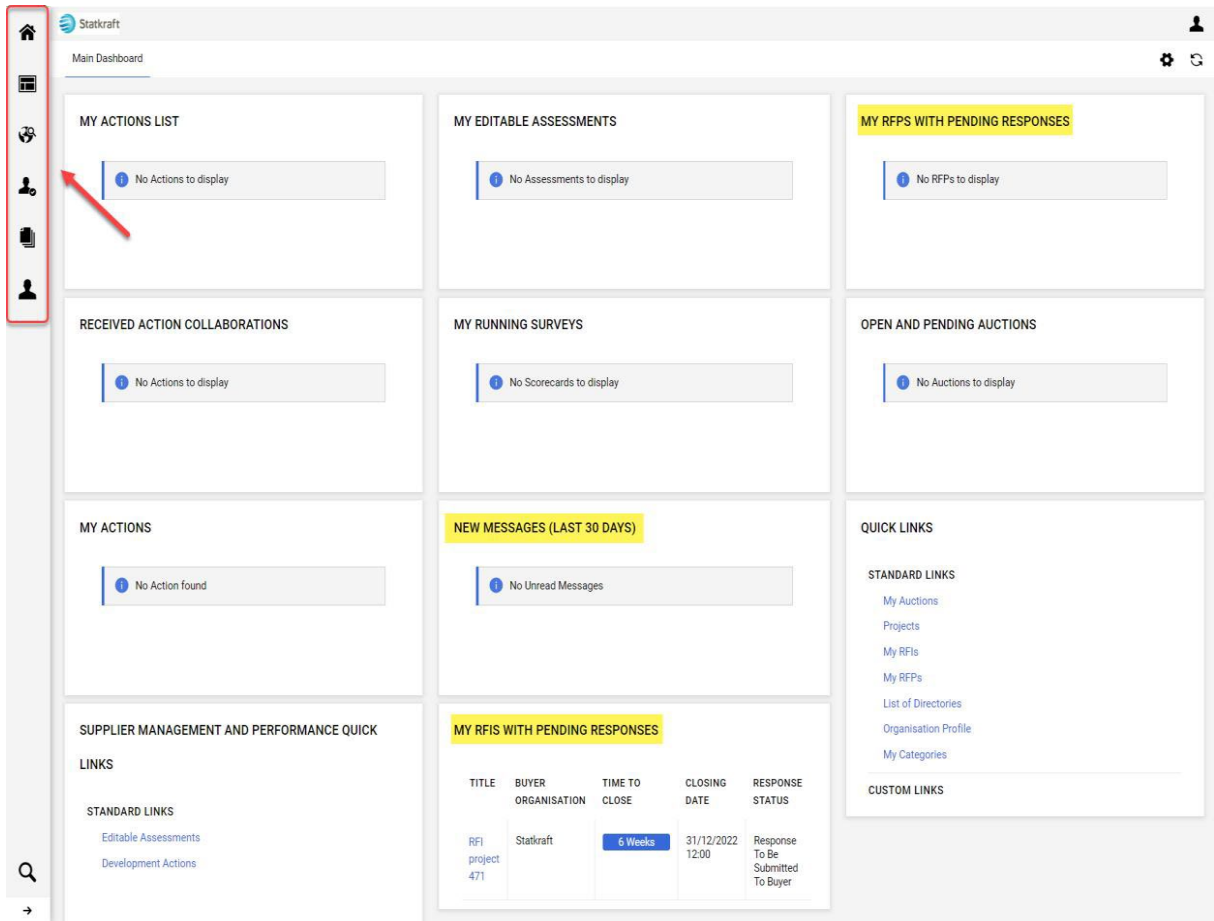 Statkraft
Main Dashboard
MY ACTIONS LIST
No Actions to display
MY EDITABLE ASSESSMENTS
No Assessments to display
MY RFPS WITH PENDING RESPONSES
No RFPs to display
RECEIVED ACTION COLLABORATIONS
No Actions to display
MY RUNNING SURVEYS
No Scorecards to display
OPEN AND PENDING AUCTIONS
No Auctions to display
MY ACTIONS
No Action found
NEW MESSAGES (LAST 30 DAYS)
No Unread Messages
QUICK LINKS
STANDARD LINKS
My Auctions
Projects
My RFIs
My RFPs
List of Directories
Organisation Profile
My Categories
CUSTOM LINKS
SUPPLIER MANAGEMENT AND PERFORMANCE QUICK
LINKS
STANDARD LINKS
Editable Assessments
Development Actions
MY RFIS WITH PENDING RESPONSES
TITLE
BUYER
ORGANISATION
TIME TO
CLOSE
CLOSING
DATE
RESPONSE
STATUS
RFI
project
471
Statkraft
6 Weeks
31/12/2022
12:00
Response
To Be
Submitted
To Buyer